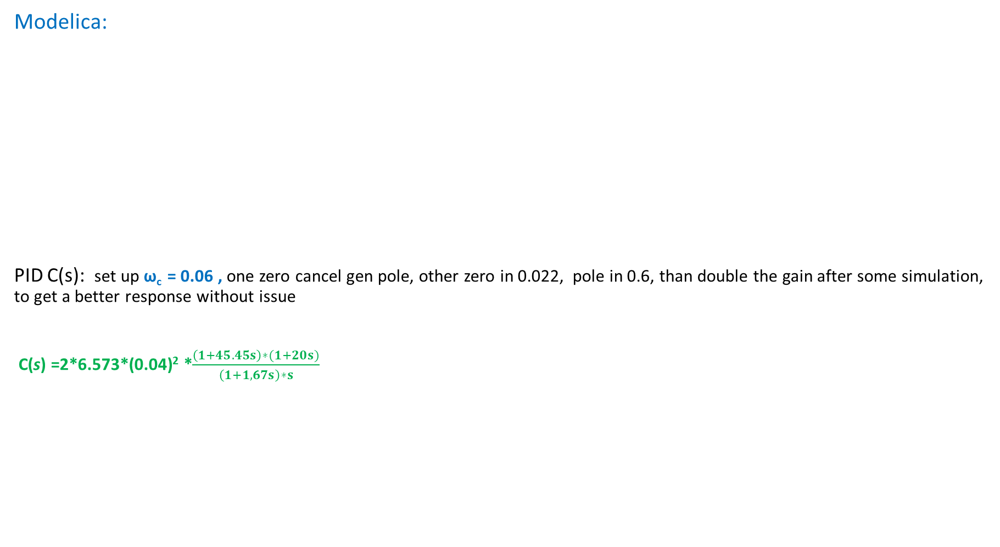 Modelica:
PID C(s): set up ωc = 0.06 , one zero cancel gen pole, other zero in 0.022, pole in 0.6, than double the gain after some simulation,
to get a better response without issue
C(s) =2*6.573*(0.04)² *(1+45.45s)∗(1+20s)
(1+1,67s)∗s